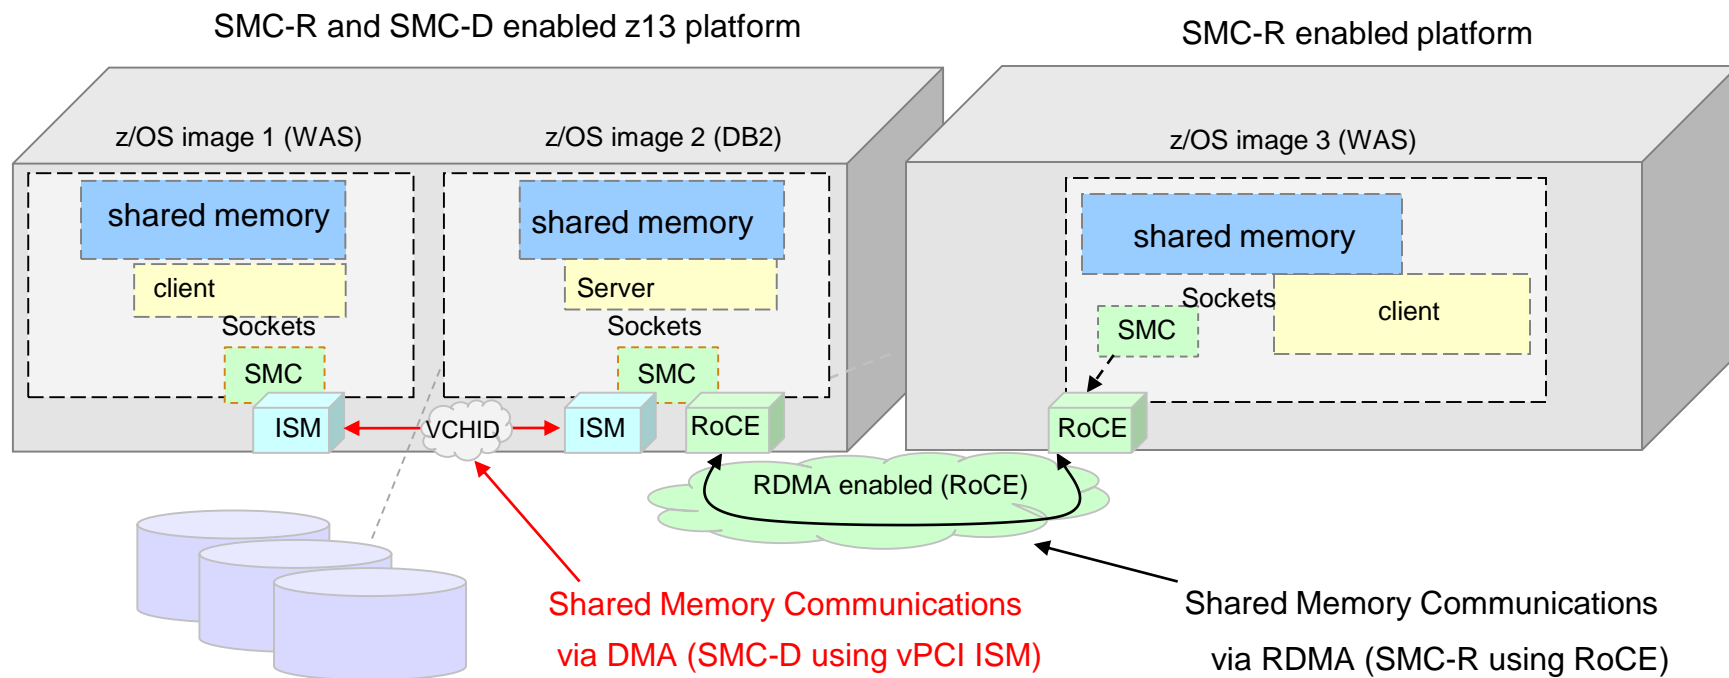 SMC-R and SMC-D enabled z13 platform
SMC-R enabled platform
z/OS image 1 (WAS)
z/OS image 2 (DB2)
z/OS image 3 (WAS)
shared memory
shared memory
shared memory
client
Server
Sockets
client
Sockets
Sockets
SMC
SMC
SMC
ISM
VCHID
ISM
RoCE
RoCE
RDMA enabled (RoCE)
Shared Memory Communications
via DMA (SMC-D using vPCI ISM)
Shared Memory Communications
via RDMA (SMC-R using RoCE)